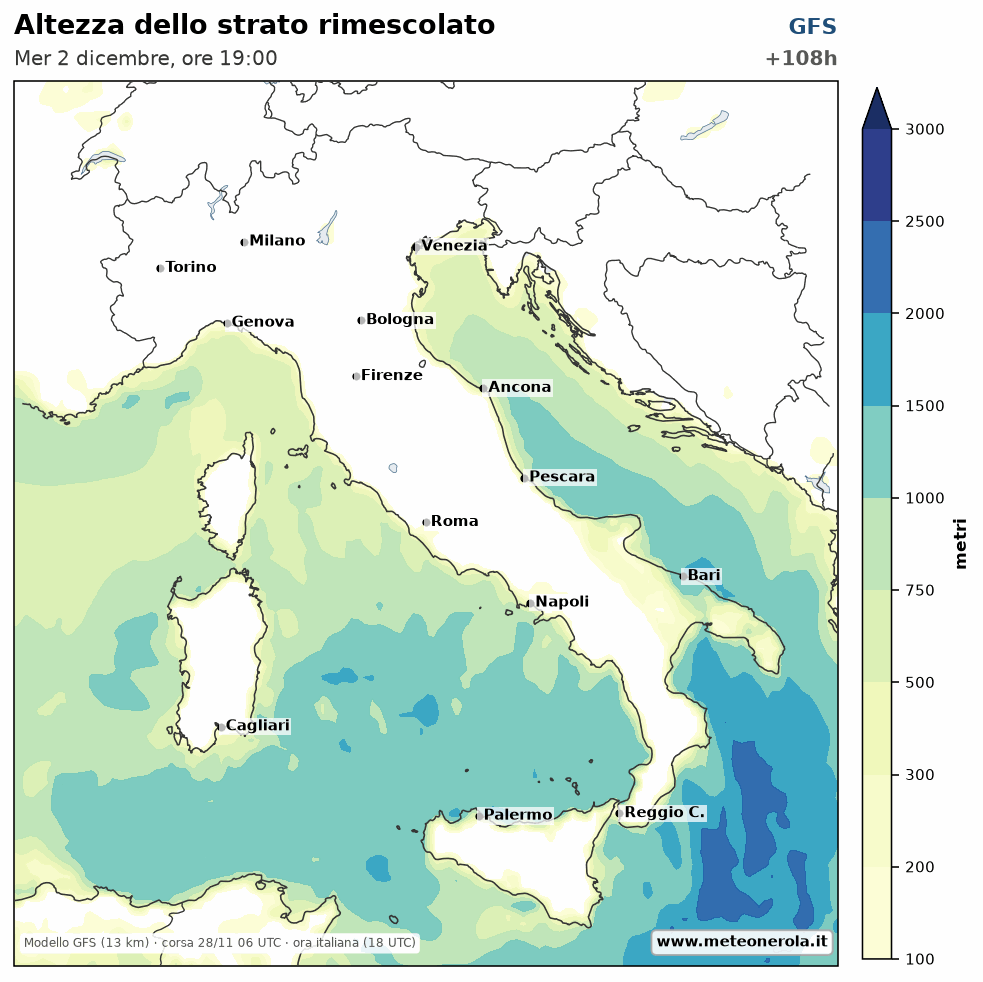 Altezza dello strato rimescolato
GFS
Mer 2 dicembre, ore 19:00
+108h
3000
2500
2000
1500
1000
750
500
300
200
100
metri
Milano
Venezia
Torino
Genova
Bologna
Firenze
Ancona
Pescara
Roma
Bari
Napoli
Cagliari
Palermo
Reggio C.
Modello GFS (13 km) · corsa 28/11 06 UTC · ora italiana (18 UTC)
www.meteonerola.it